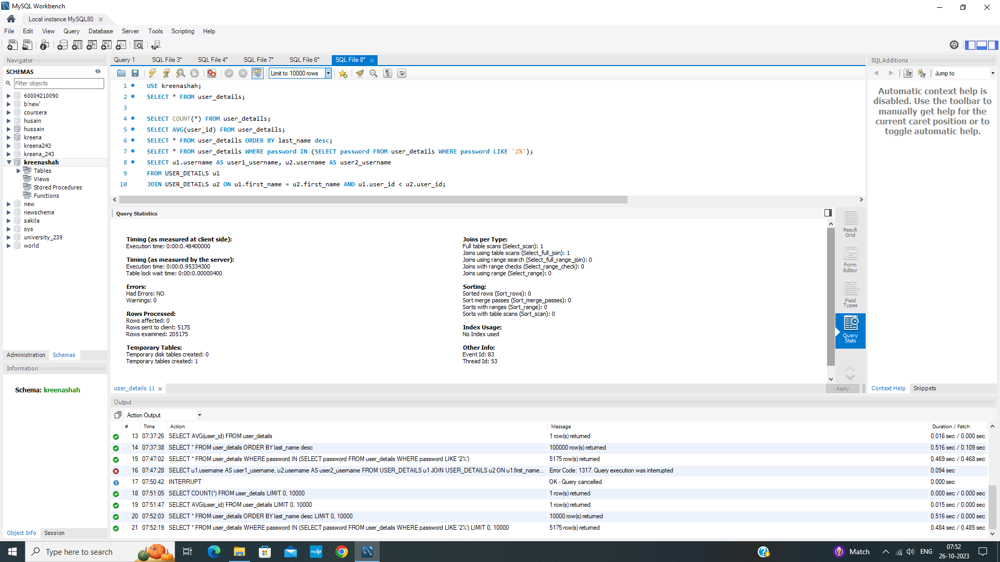 MySQL Workbench
Local instance MySQL80
File Edit View Query Database Server Tools Scripting Help
Navigator
SCHEMAS
Filter objects
60004210090
b'new'
coursera
husain
hussain
kreena
kreena243
kreena_243
kreenashah
Tables
Views
Stored Procedures
Functions
new
newschema
sakila
sys
university_239
world
Administration Schemas
Information
Schema: kreenashah
Object Info Session
Query 1 SQL File 3* SQL File 4* SQL File 7* SQL File 6* SQL File 8*
Limit to 10000 rows
1 USE kreenashah;
2 SELECT * FROM user_details;
3
4 SELECT COUNT(*) FROM user_details;
5 SELECT AVG(user_id) FROM user_details;
6 SELECT * FROM user_details ORDER BY last_name desc;
7 SELECT * FROM user_details WHERE password IN (SELECT password FROM user_details WHERE password LIKE '2%');
8 SELECT u1.username AS user1_username, u2.username AS user2_username
9 FROM USER_DETAILS u1
10 JOIN USER_DETAILS u2 ON u1.first_name = u2.first_name AND u1.user_id < u2.user_id;
Query Statistics
Timing (as measured at client side):
Execution time: 0:00:0.48400000
Timing (as measured by the server):
Execution time: 0:00:0.95334300
Table lock wait time: 0:00:0.00000400
Errors:
Had Errors: NO
Warnings: 0
Rows Processed:
Rows affected: 0
Rows sent to client: 5175
Rows examined: 205175
Temporary Tables:
Temporary disk tables created: 0
Temporary tables created: 1
Joins per Type:
Full table scans (Select_scan): 1
Joins using table scans (Select_full_join): 1
Joins using range search (Select_full_range_join): 0
Joins with range checks (Select_range_check): 0
Joins using range (Select_range): 0
Sorting:
Sorted rows (Sort_rows): 0
Sort merge passes (Sort_merge_passes): 0
Sorts with ranges (Sort_range): 0
Sorts with table scans (Sort_scan): 0
Index Usage:
No Index used
Other Info:
Event Id: 83
Thread Id: 53
Result
Grid
Form
Editor
Field
Types
Query
Stats
user_details 11
Apply
SQLAdditions
Jump to
Automatic context help is
disabled. Use the toolbar to
manually get help for the
current caret position or to
toggle automatic help.
Context Help Snippets
Output
Action Output
# Time Action Message Duration / Fetch
13 07:37:26 SELECT AVG(user_id) FROM user_details 1 row(s) returned 0.016 sec / 0.000 sec
14 07:37:38 SELECT * FROM user_details ORDER BY last_name desc 100000 row(s) returned 0.516 sec / 0.109 sec
15 07:47:02 SELECT * FROM user_details WHERE password IN (SELECT password FROM user_details WHERE password LIKE '2%') 5175 row(s) returned 0.469 sec / 0.468 sec
16 07:47:28 SELECT u1.username AS user1_username, u2.username AS user2_username FROM USER_DETAILS u1 JOIN USER_DETAILS u2 ON u1.first_name... Error Code: 1317. Query execution was interrupted 0.094 sec
17 07:50:42 INTERRUPT OK - Query cancelled 0.000 sec
18 07:51:05 SELECT COUNT(*) FROM user_details LIMIT 0, 10000 1 row(s) returned 0.000 sec / 0.000 sec
19 07:51:47 SELECT AVG(user_id) FROM user_details LIMIT 0, 10000 1 row(s) returned 0.015 sec / 0.000 sec
20 07:52:03 SELECT * FROM user_details ORDER BY last_name desc LIMIT 0, 10000 10000 row(s) returned 0.516 sec / 0.000 sec
21 07:52:19 SELECT * FROM user_details WHERE password IN (SELECT password FROM user_details WHERE password LIKE '2%') LIMIT 0, 10000 5175 row(s) returned 0.484 sec / 0.485 sec
Type here to search
myhp
Match
ENG
07:52
26-10-2023